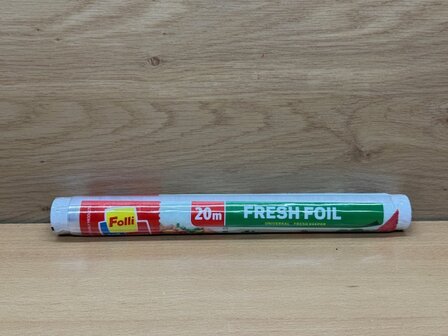 Folli
20m
FRESH FOIL
UNIVERSAL FRESH KEEPER